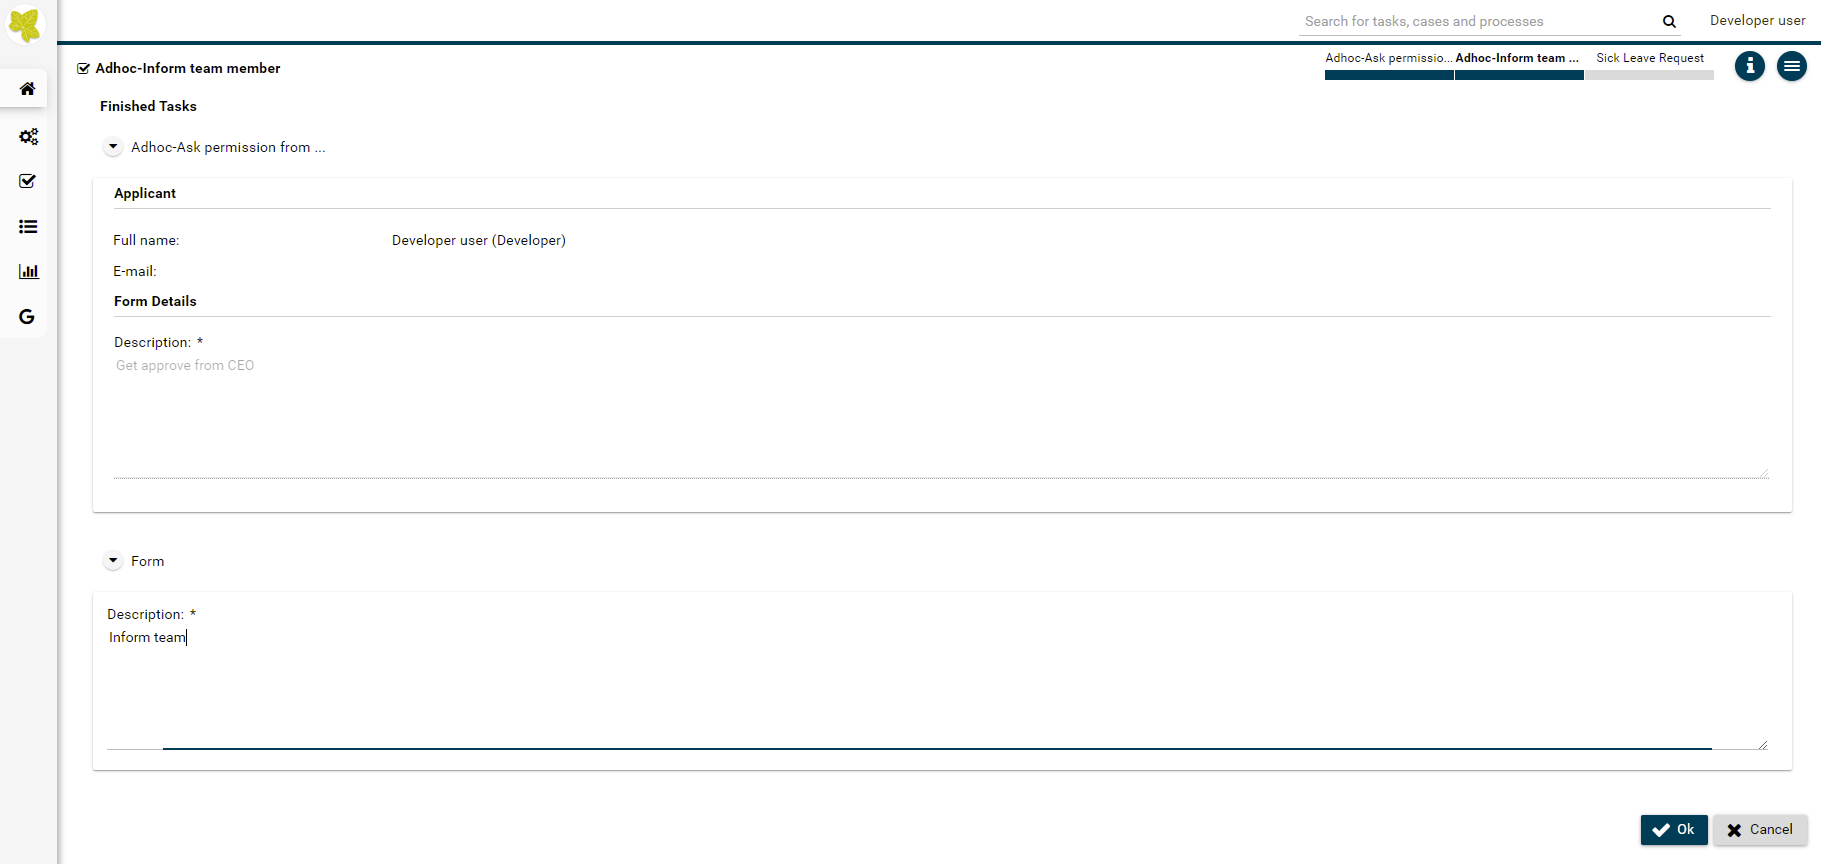 Search for tasks, cases and processes
Developer user
Adhoc-Inform team member
Adhoc-Ask permissio...
Adhoc-Inform team ...
Sick Leave Request
Finished Tasks
Adhoc-Ask permission from ...
Applicant
Full name: Developer user (Developer)
E-mail:
Form Details
Description: *
Get approve from CEO
Form
Description: *
Inform team
Ok
Cancel